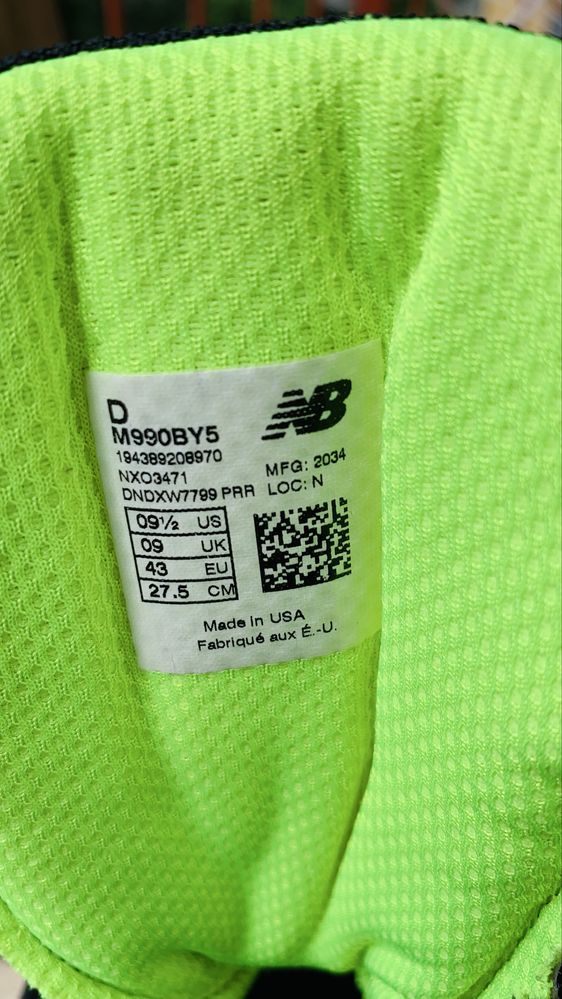 D
M990BY5
194389208970
NXO3471
DNDXW7799 PRR
NB
MFG: 2034
LOC: N
09½ US
09 UK
43 EU
27.5 CM
Made in USA
Fabriqué aux É.-U.